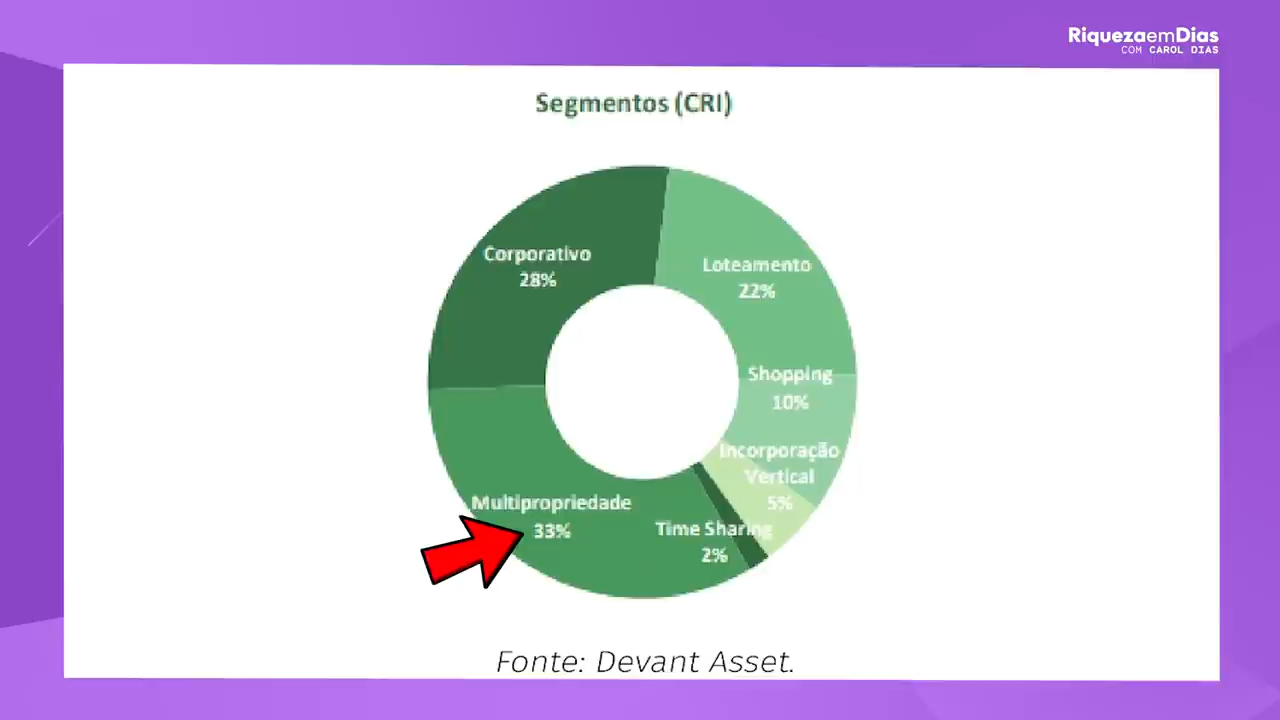 RiquezaemDias
COM CAROL DIAS
Segmentos (CRI)
Corporativo
28%
Loteamento
22%
Shopping
10%
Incorporação
Vertical
5%
Multipropriedade
33%
Time Sharing
2%
Fonte: Devant Asset.